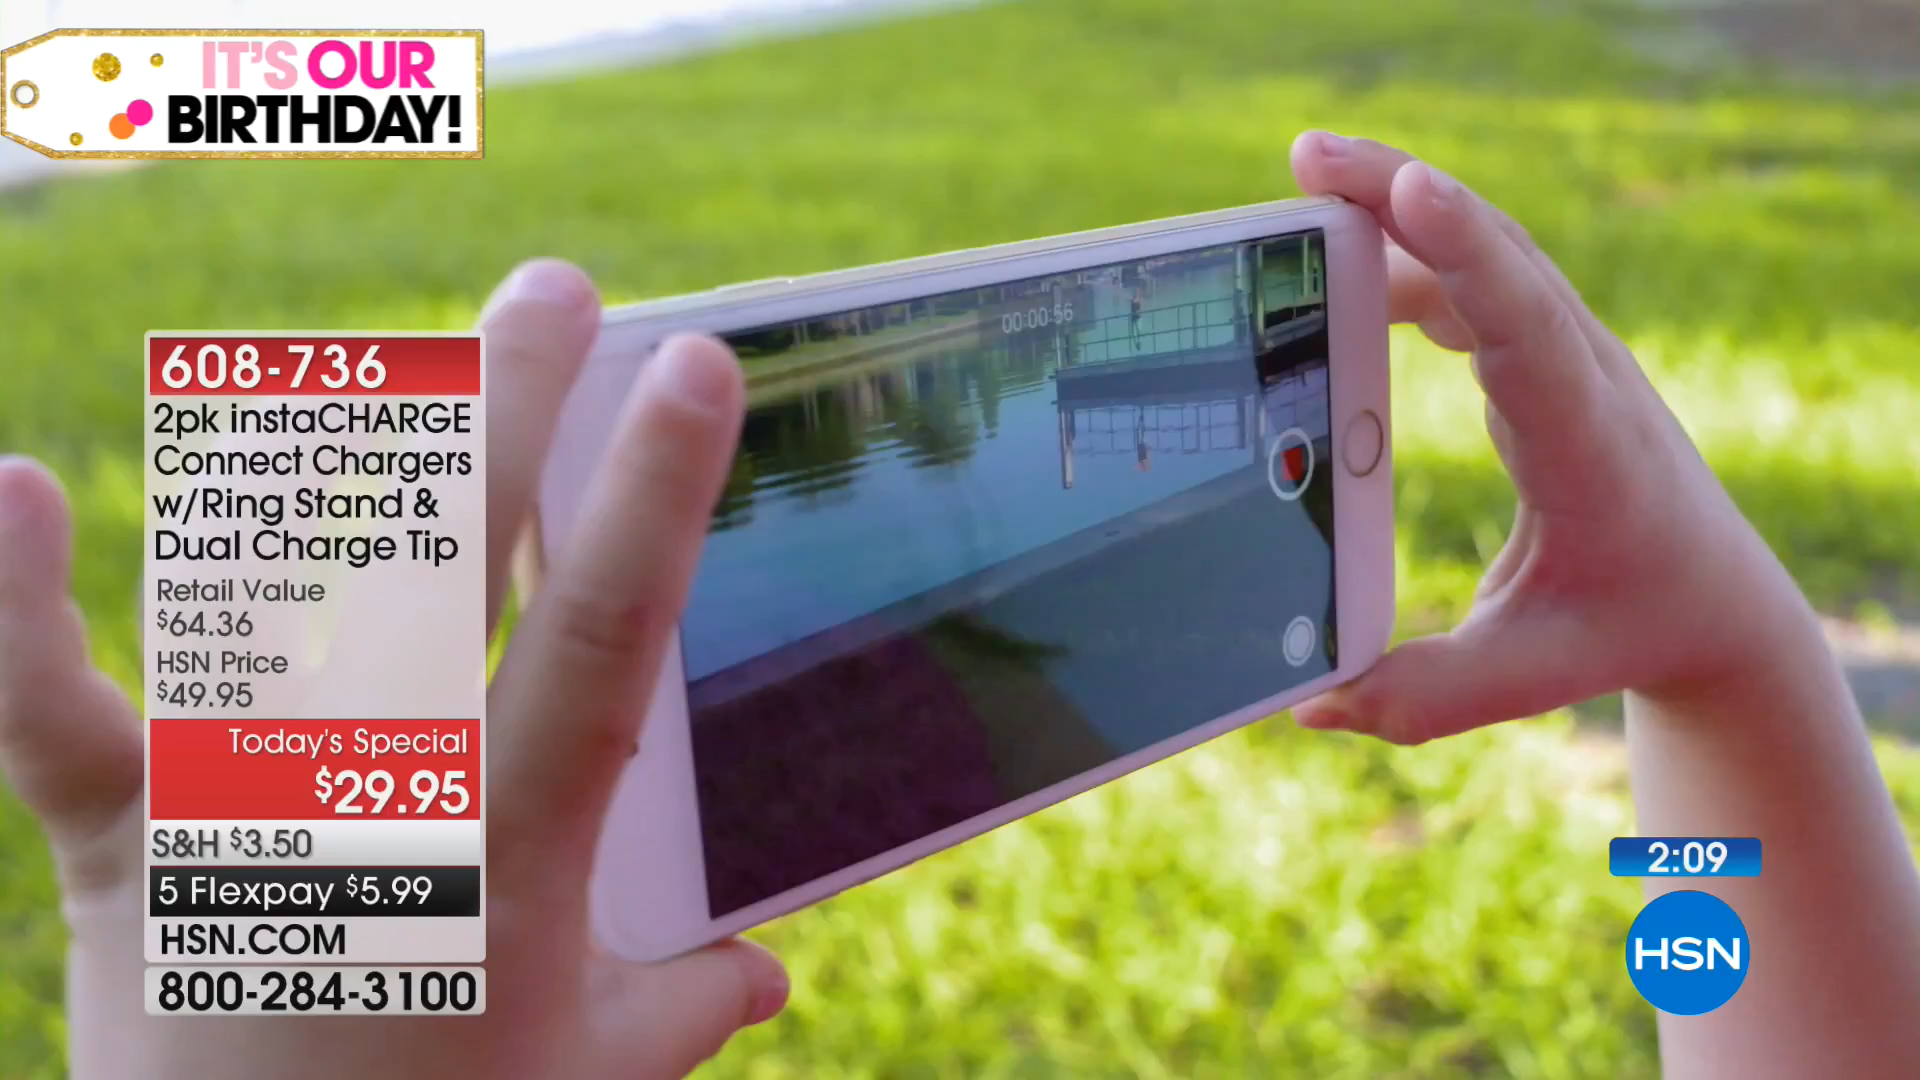 IT'S OUR
BIRTHDAY!
608-736
2pk instaCHARGE
Connect Chargers
w/Ring Stand &
Dual Charge Tip
Retail Value
$64.36
HSN Price
$49.95
Today's Special
$29.95
S&H $3.50
5 Flexpay $5.99
HSN.COM
800-284-3100
00:00:56
2:09
HSN